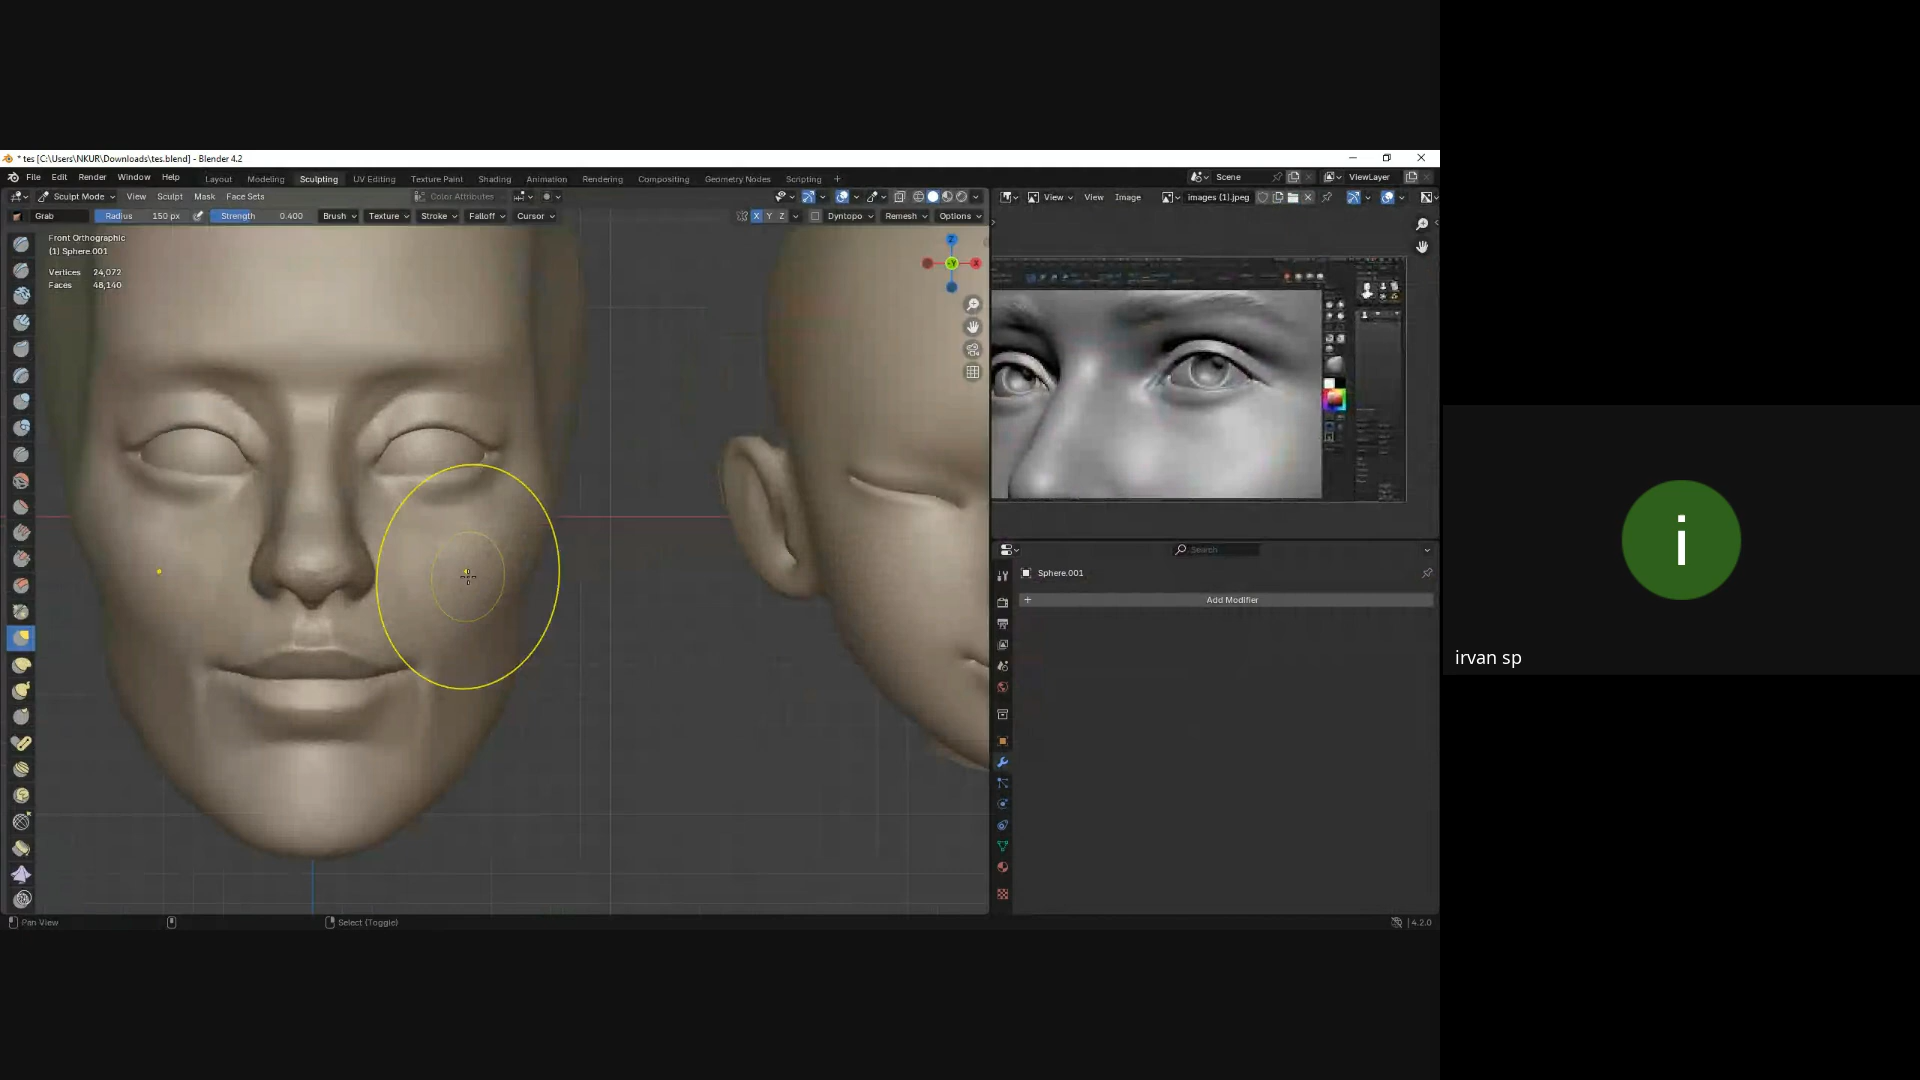 * tes [C:\Users\NKUR\Downloads\tes.blend] - Blender 4.2
File Edit Render Window Help Layout Modeling Sculpting UV Editing Texture Paint Shading Animation Rendering Compositing Geometry Nodes Scripting + Scene ViewLayer
Sculpt Mode View Sculpt Mask Face Sets Color Attributes View View Image images (1).jpeg
Grab Radius 150 px Strength 0.400 Brush Texture Stroke Falloff Cursor X Y Z Dyntopo Remesh Options
Front Orthographic
(1) Sphere.001
Vertices 24,072
Faces 48,140
Z
-Y
X
Search
Sphere.001
+ Add Modifier
i
irvan sp
Pan View Select (Toggle) 4.2.0